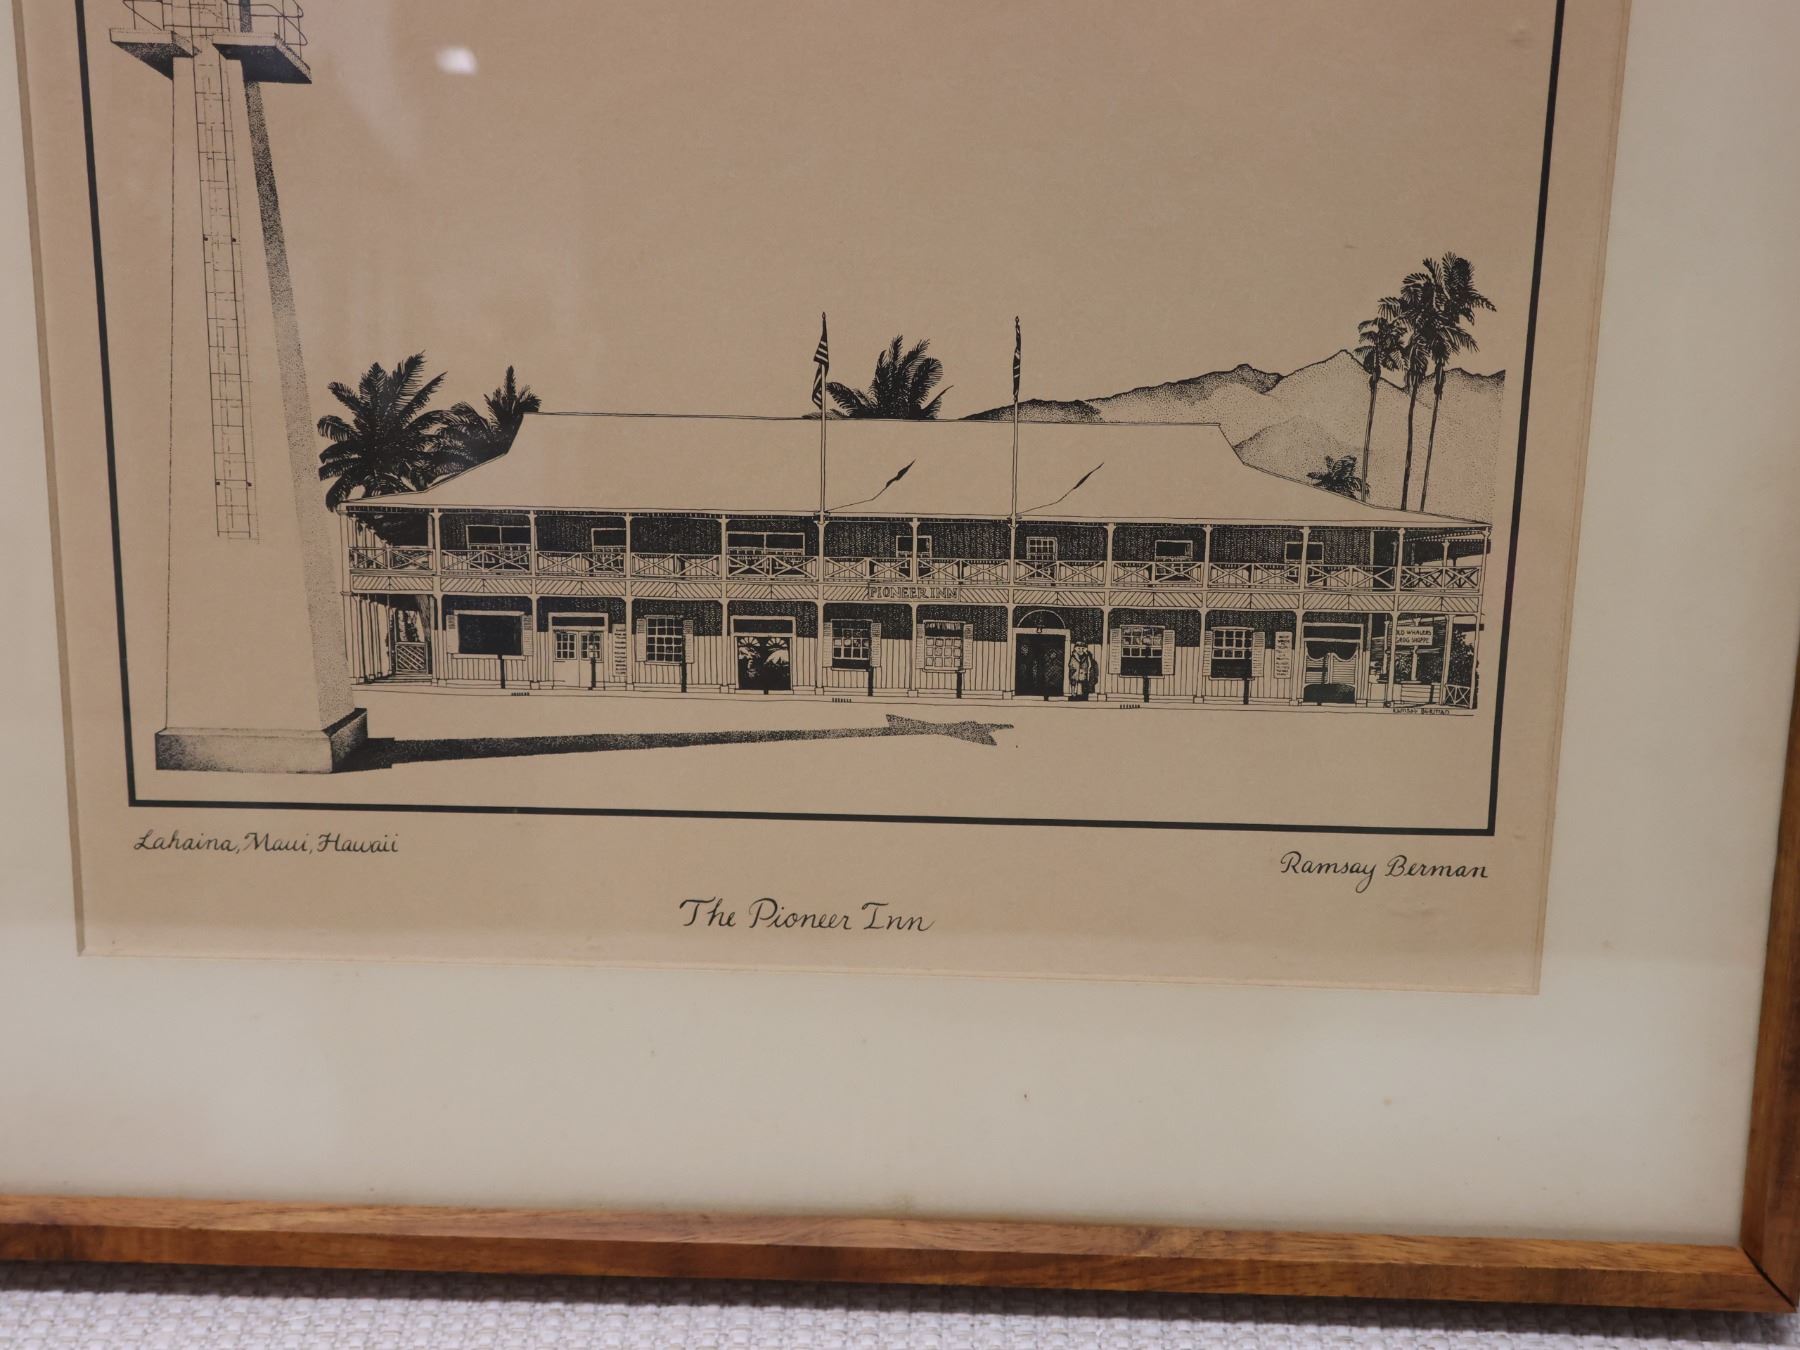 PIONEER INN
OLD WHALERS
GROG SHOPPE
RAMSAY BERMAN
Lahaina, Maui, Hawaii
Ramsay Berman
The Pioneer Inn